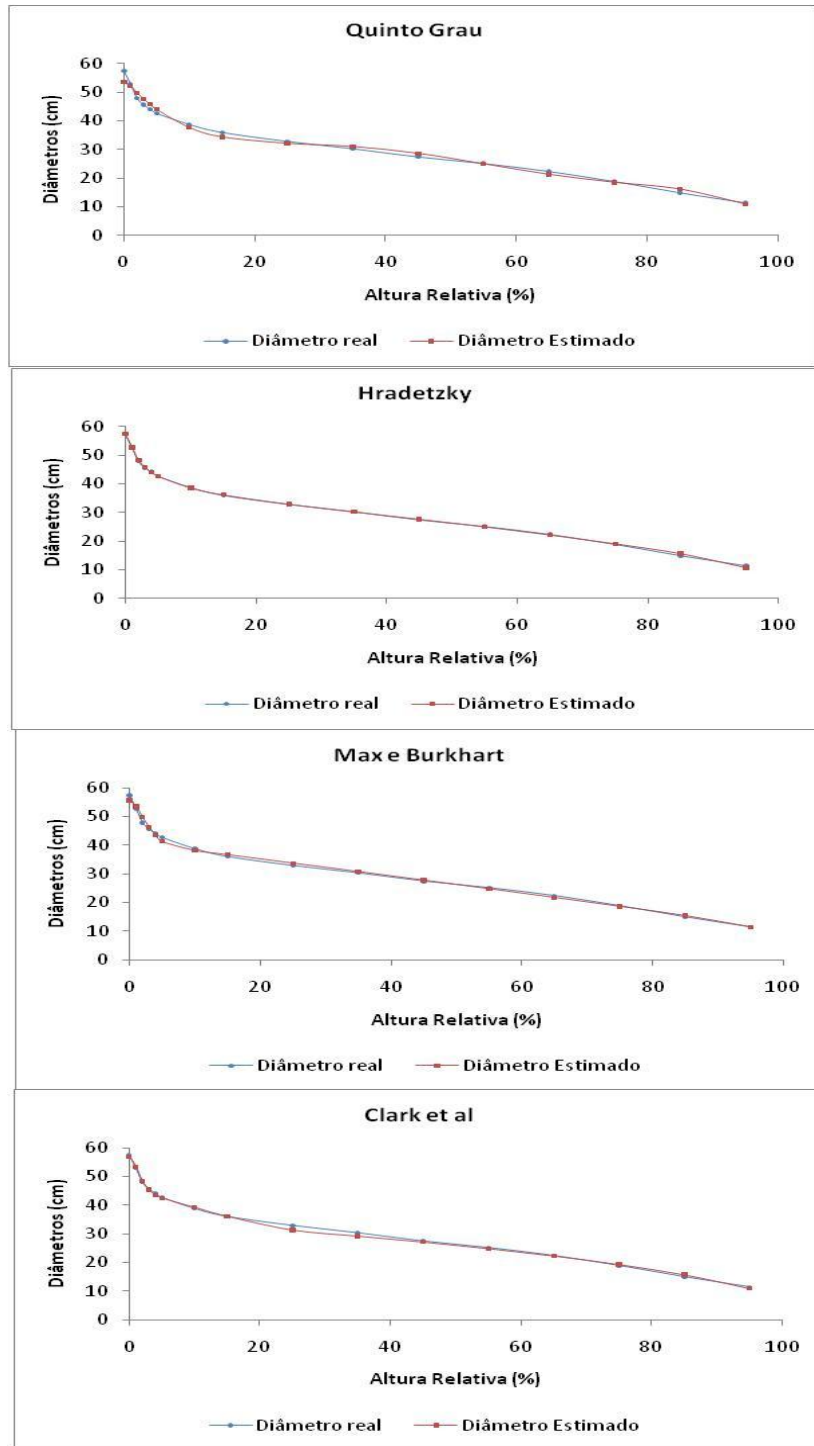 Quinto Grau
60
50
40
30
20
10
0
Diâmetros (cm)
0 20 40 60 80 100
Altura Relativa (%)
Diâmetro real Diâmetro Estimado
Hradetzky
60
50
40
30
20
10
0
Diâmetros (cm)
0 20 40 60 80 100
Altura Relativa (%)
Diâmetro real Diâmetro Estimado
Max e Burkhart
60
50
40
30
20
10
0
Diâmetros (cm)
0 20 40 60 80 100
Altura Relativa (%)
Diâmetro real Diâmetro Estimado
Clark et al
60
50
40
30
20
10
0
Diâmetros (cm)
0 20 40 60 80 100
Altura Relativa (%)
Diâmetro real Diâmetro Estimado